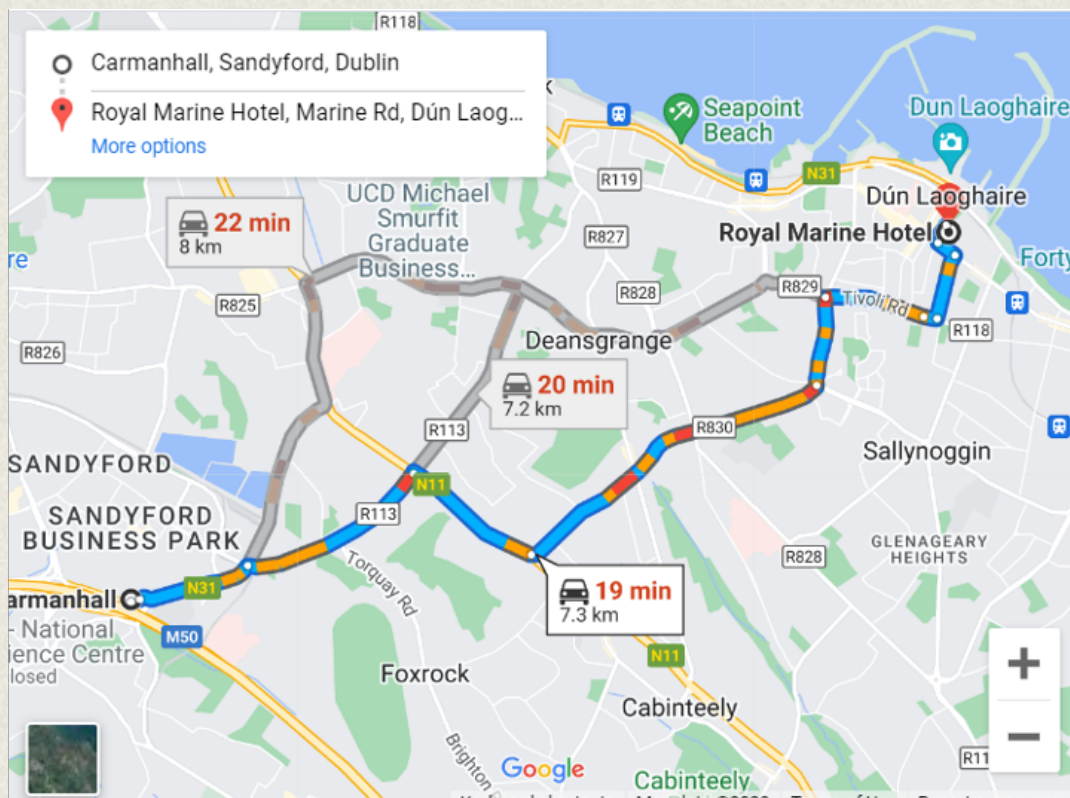 R118
Carmanhall, Sandyford, Dublin
Royal Marine Hotel, Marine Rd, Dún Laog...
More options
Seapoint
Beach
Dun Laoghaire
N31
R119
Dún Laoghaire
UCD Michael
Smurfit
Graduate
Business...
22 min
8 km
R827
Royal Marine Hotel
Forty
re
R825
R828
R829
Tivoli Rd
R118
R826
Deansgrange
20 min
7.2 km
R113
R830
Sallynoggin
SANDYFORD
N11
SANDYFORD
BUSINESS PARK
R113
GLENAGEARY
HEIGHTS
R828
Torquay Rd
N31
19 min
7.3 km
armanhall
- National
ience Centre
losed
M50
N11
Foxrock
Cabinteely
Brighton
R11
Google
Cabinteely